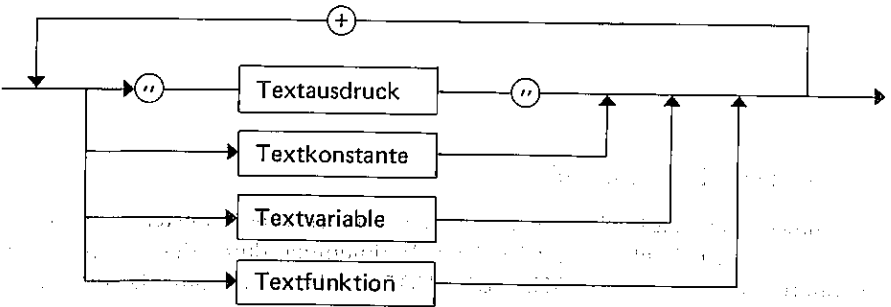 +
" Textausdruck "
Textkonstante
Textvariable
Textfunktion